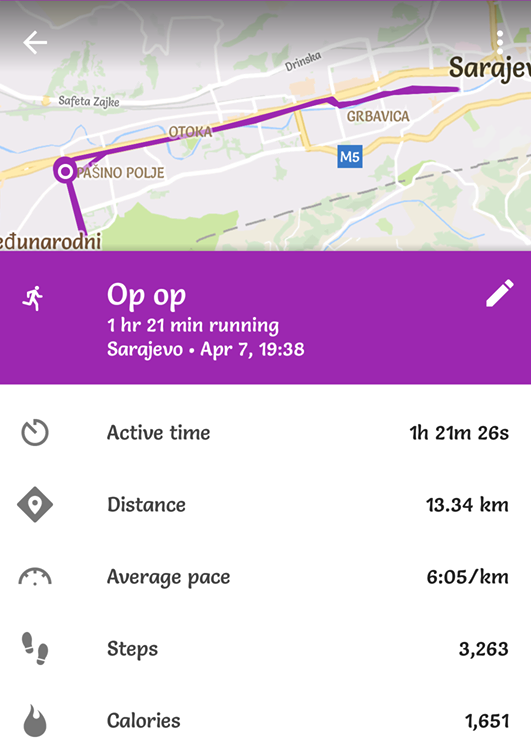 Drinska
Sarajev
Safeta Zajke
OTOKA
GRBAVICA
M5
PAŠINO POLJE
eđunarodni
Op op
1 hr 21 min running
Sarajevo • Apr 7, 19:38
Active time 1h 21m 26s
Distance 13.34 km
Average pace 6:05/km
Steps 3,263
Calories 1,651